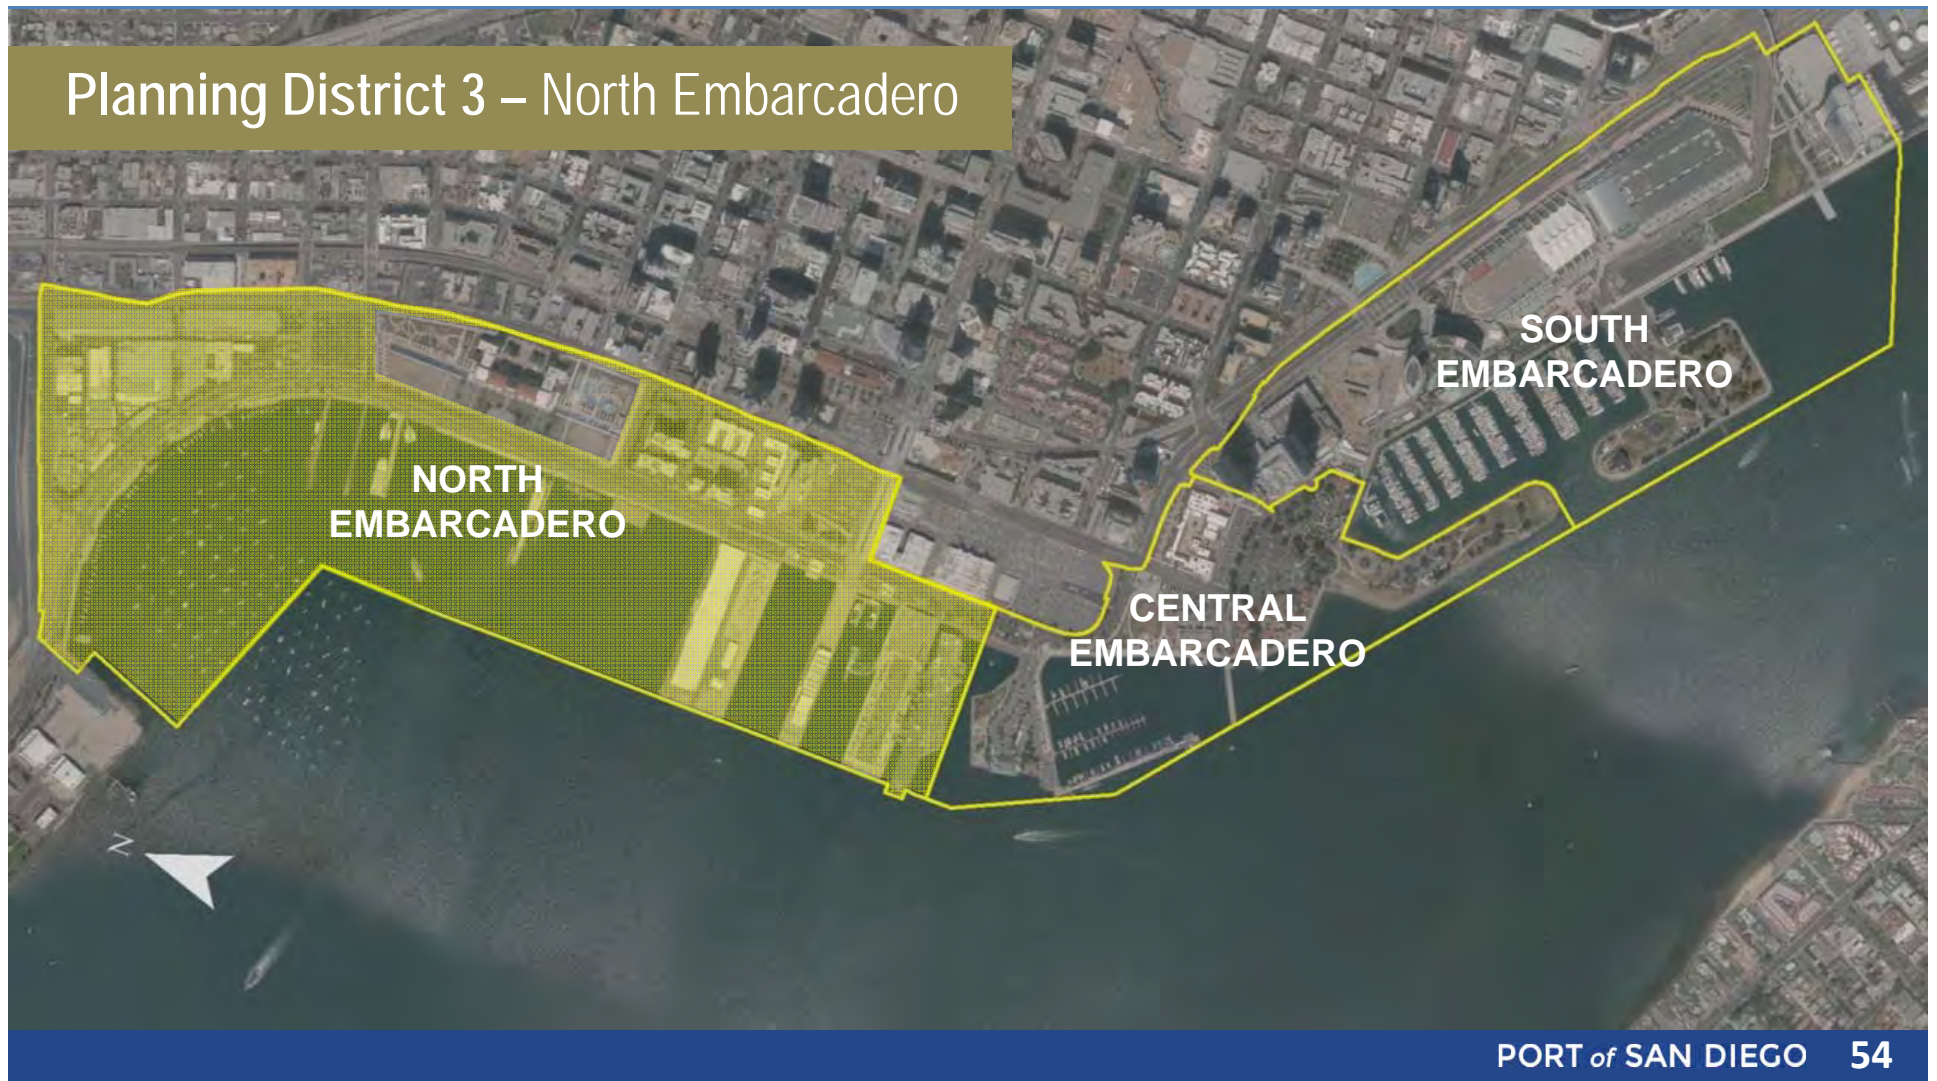 Planning District 3 – North Embarcadero
SOUTH
EMBARCADERO
NORTH
EMBARCADERO
CENTRAL
EMBARCADERO
N
PORT of SAN DIEGO 54